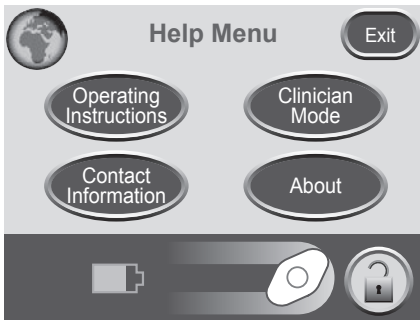 Help Menu
Exit
Operating
Instructions
Clinician
Mode
Contact
Information
About